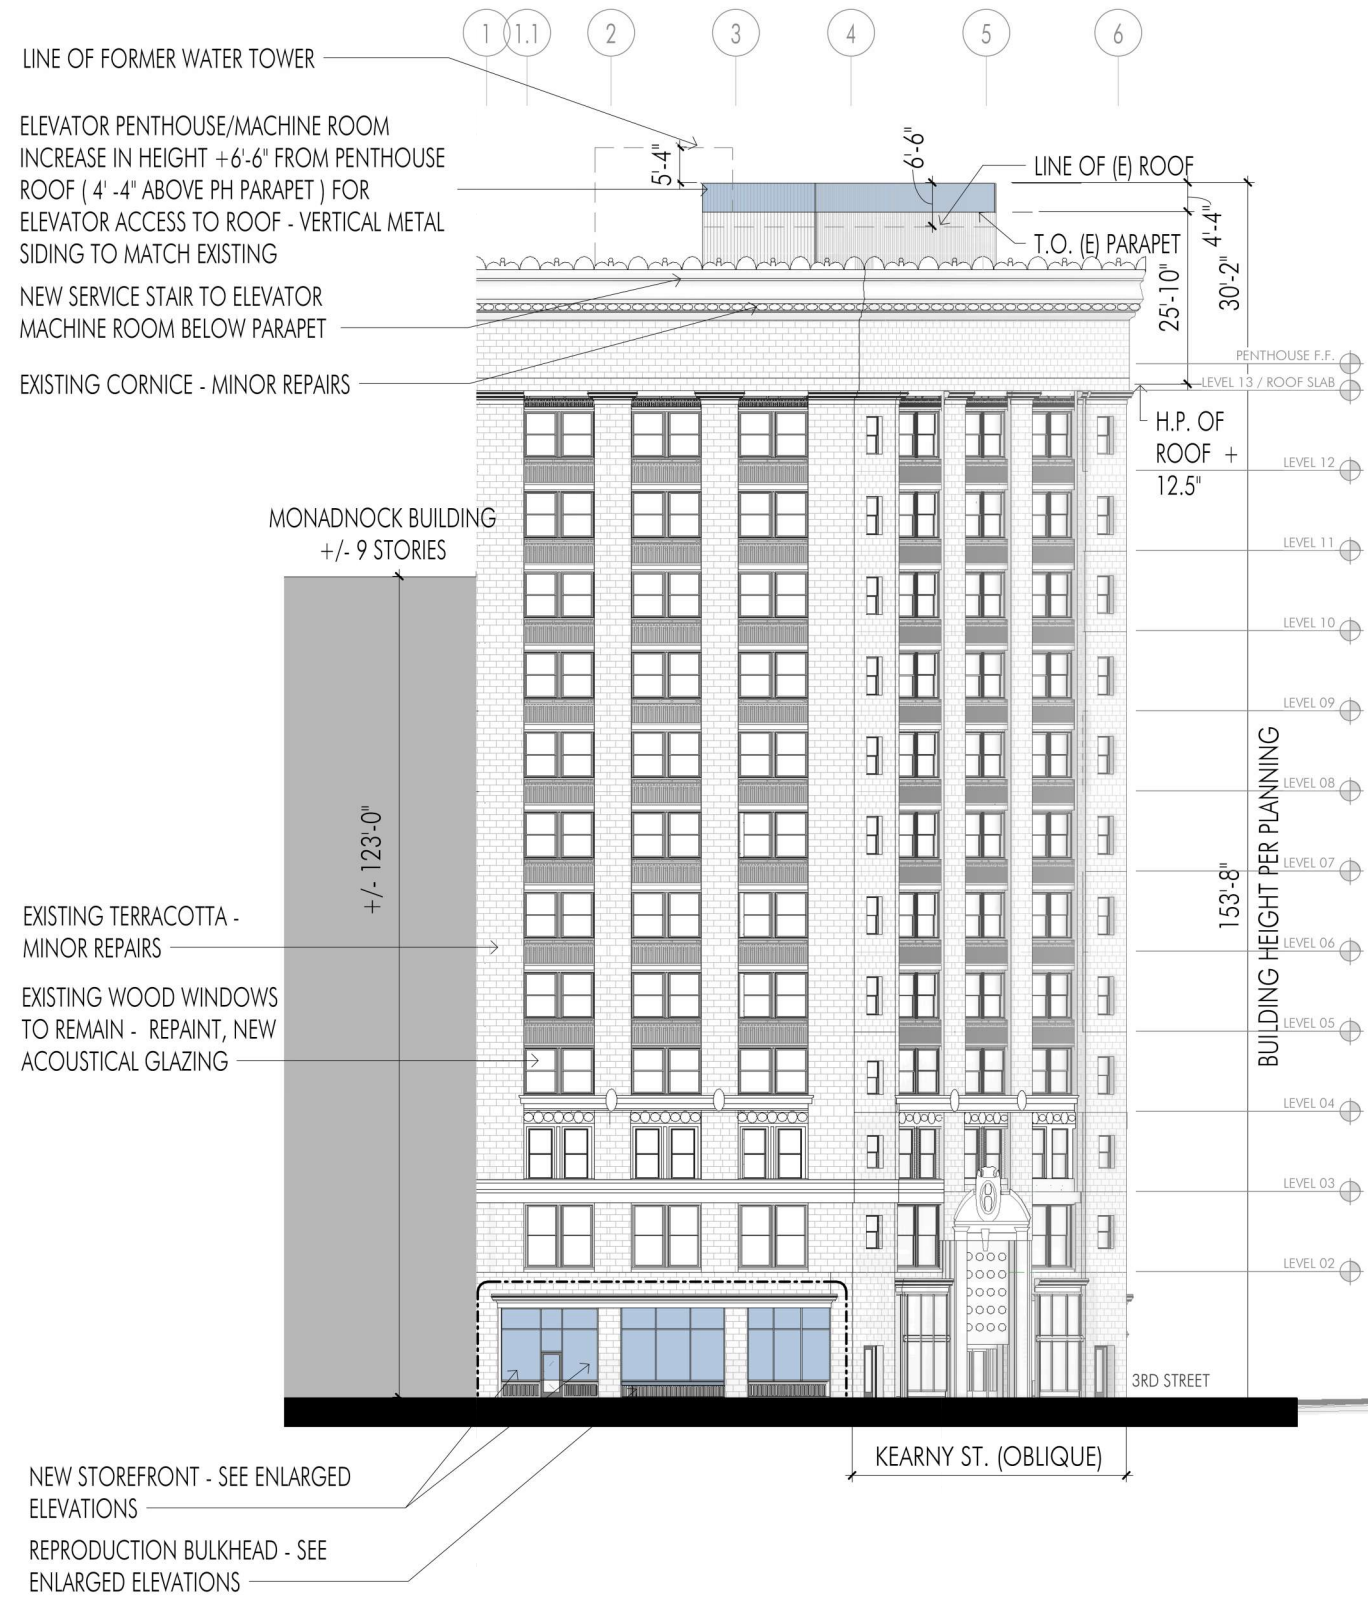 1
1.1
2
3
4
5
6
LINE OF FORMER WATER TOWER
ELEVATOR PENTHOUSE/MACHINE ROOM
INCREASE IN HEIGHT +6'-6" FROM PENTHOUSE
ROOF ( 4' -4" ABOVE PH PARAPET ) FOR
ELEVATOR ACCESS TO ROOF - VERTICAL METAL
SIDING TO MATCH EXISTING
NEW SERVICE STAIR TO ELEVATOR
MACHINE ROOM BELOW PARAPET
EXISTING CORNICE - MINOR REPAIRS
5'-4"
6'-6"
LINE OF (E) ROOF
T.O. (E) PARAPET
4'-4"
25'-10"
30'-2"
PENTHOUSE F.F.
LEVEL 13 / ROOF SLAB
H.P. OF
ROOF +
12.5"
LEVEL 12
MONADNOCK BUILDING
+/- 9 STORIES
LEVEL 11
LEVEL 10
LEVEL 09
LEVEL 08
LEVEL 07
LEVEL 06
LEVEL 05
LEVEL 04
LEVEL 03
LEVEL 02
+/- 123'-0"
153'-8"
BUILDING HEIGHT PER PLANNING
EXISTING TERRACOTTA -
MINOR REPAIRS
EXISTING WOOD WINDOWS
TO REMAIN - REPAINT, NEW
ACOUSTICAL GLAZING
8
3RD STREET
KEARNY ST. (OBLIQUE)
NEW STOREFRONT - SEE ENLARGED
ELEVATIONS
REPRODUCTION BULKHEAD - SEE
ENLARGED ELEVATIONS